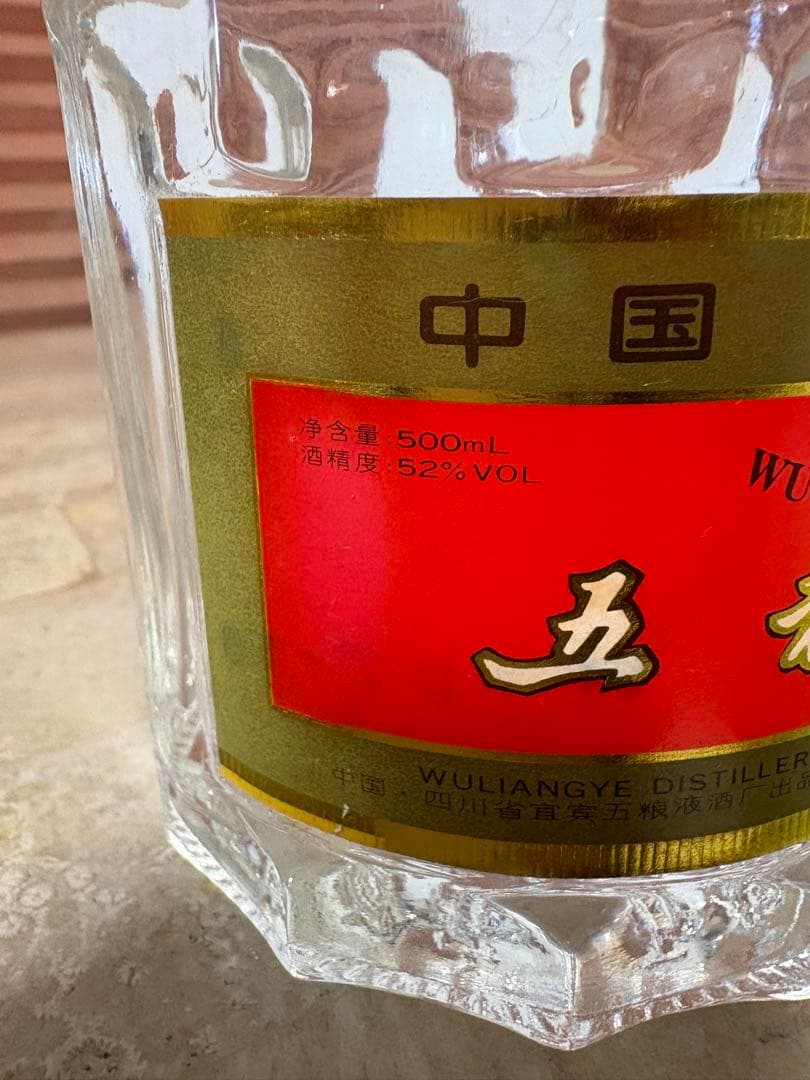 中国
净含量:500mL
酒精度:52%VOL
WU
五
WULIANGYE DISTILLER
中国·四川省宜宾五粮液酒厂出品